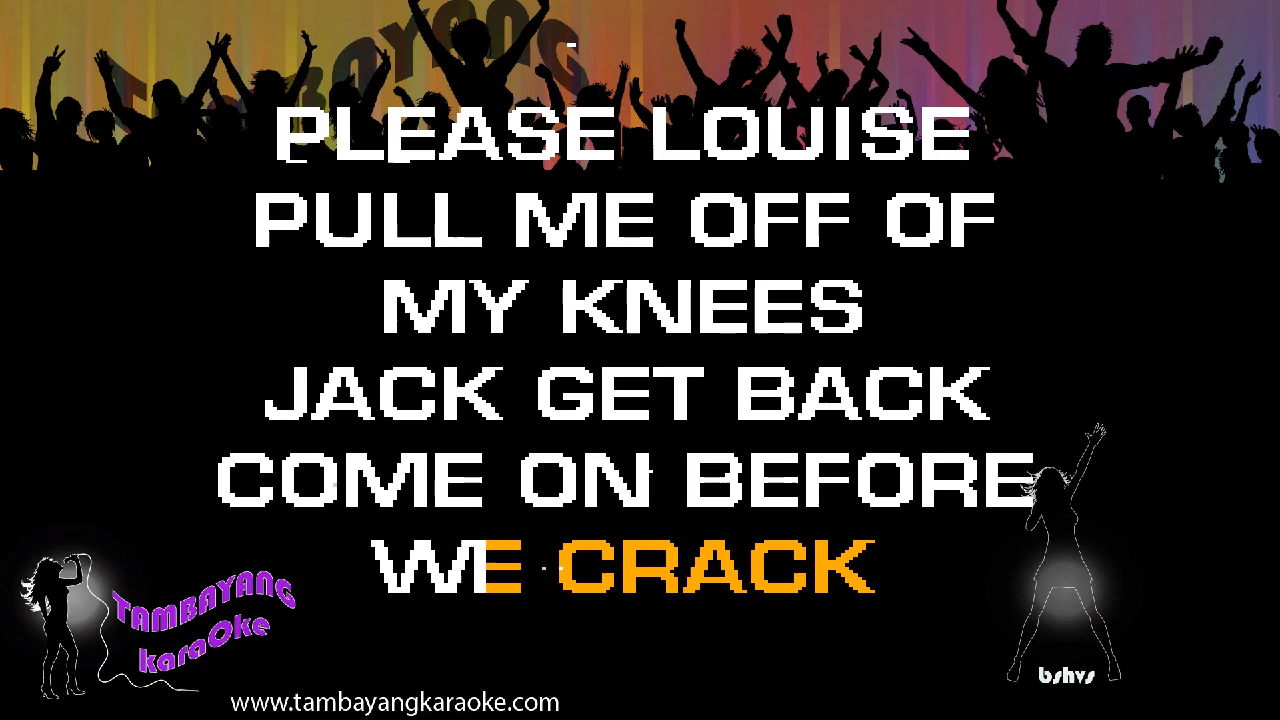 TAMBAYANG
PLEASE LOUISE
PULL ME OFF OF
MY KNEES
JACK GET BACK
COME ON BEFORE
WE CRACK
TAMBAYANG
karaOke
bshvs
www.tambayangkaraoke.com